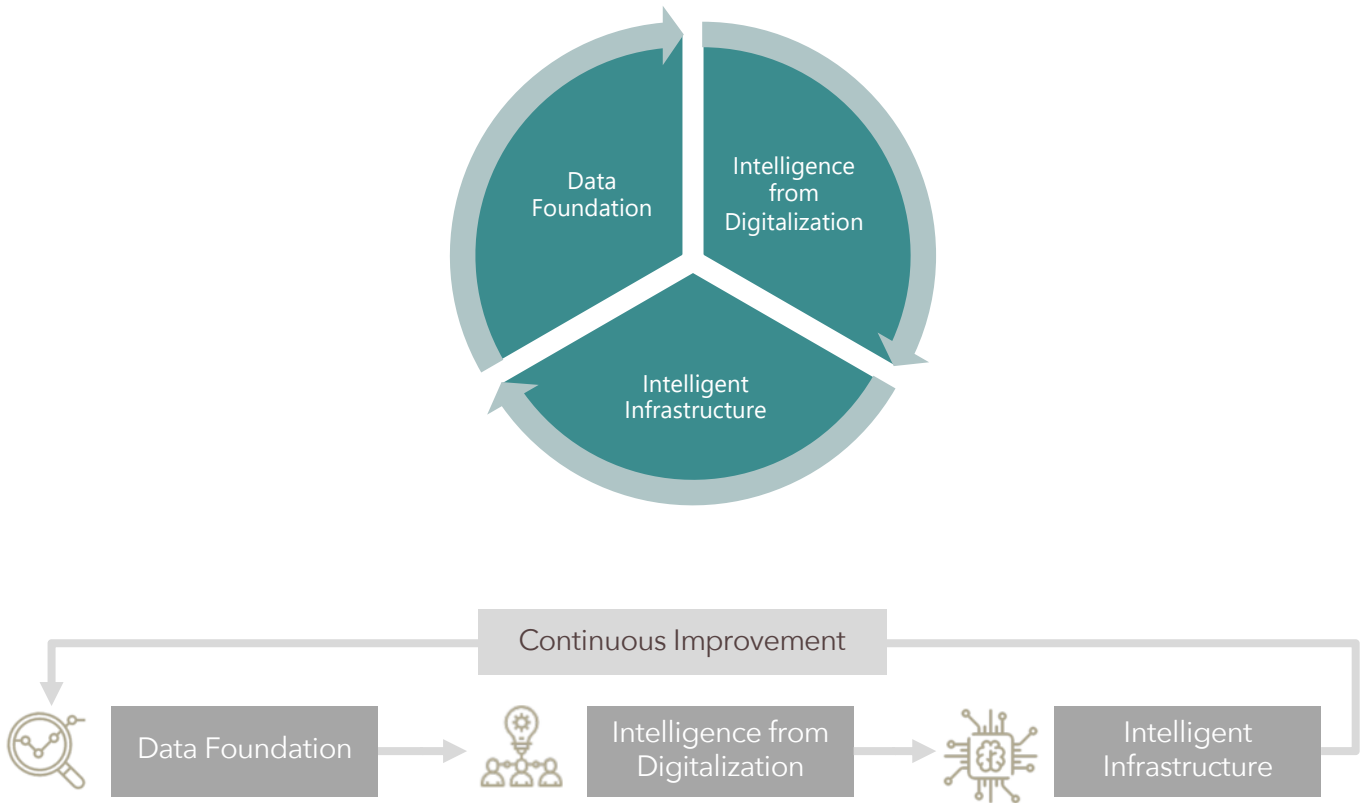 Data
Foundation
Intelligence
from
Digitalization
Intelligent
Infrastructure
Continuous Improvement
Data Foundation
Intelligence from
Digitalization
Intelligent
Infrastructure